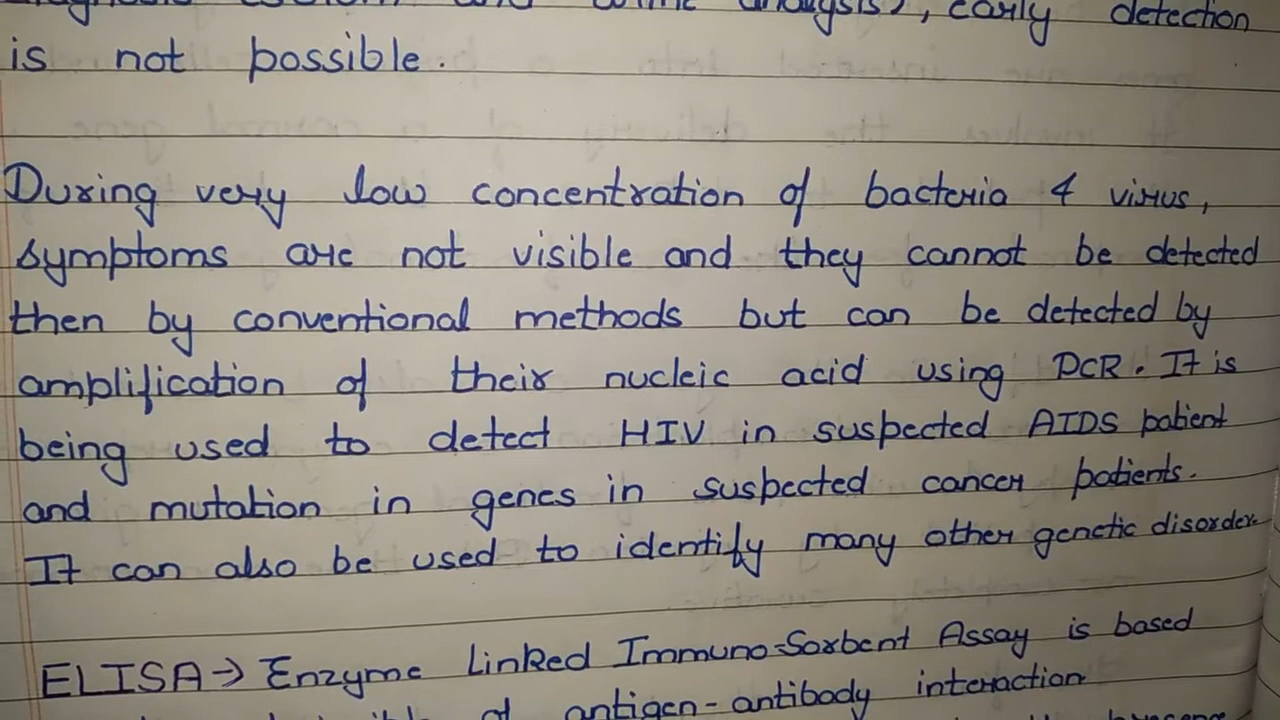 analysis), early detection
is not possible.
During very low concentration of bacteria & virus,
symptoms are not visible and they cannot be detected
then by conventional methods but can be detected by
amplification of their nucleic acid using PCR. It is
being used to detect HIV in suspected AIDS patient
and mutation in genes in suspected cancer patients.
It can also be used to identify many other genetic disorder.
ELISA → Enzyme Linked Immuno-Sorbent Assay is based
of antigen-antibody interaction